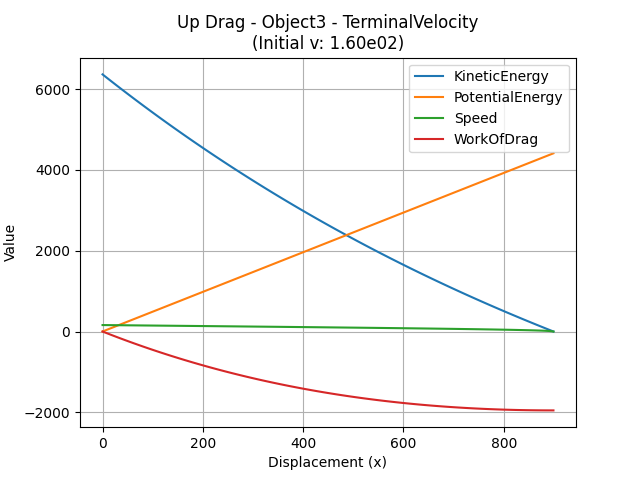 Up Drag - Object3 - TerminalVelocity
(Initial v: 1.60e02)
KineticEnergy
PotentialEnergy
Speed
WorkOfDrag
Value
6000
4000
2000
0
−2000
0 200 400 600 800
Displacement (x)